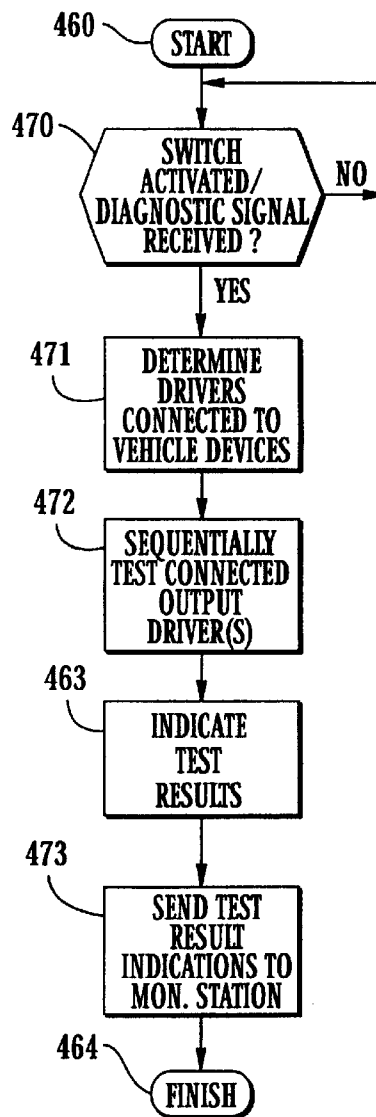 460
START
470
SWITCH
ACTIVATED/
DIAGNOSTIC SIGNAL
RECEIVED ?
NO
YES
471
DETERMINE
DRIVERS
CONNECTED TO
VEHICLE DEVICES
472
SEQUENTIALLY
TEST CONNECTED
OUTPUT
DRIVER(S)
463
INDICATE
TEST
RESULTS
473
SEND TEST
RESULT
INDICATIONS TO
MON. STATION
464
FINISH